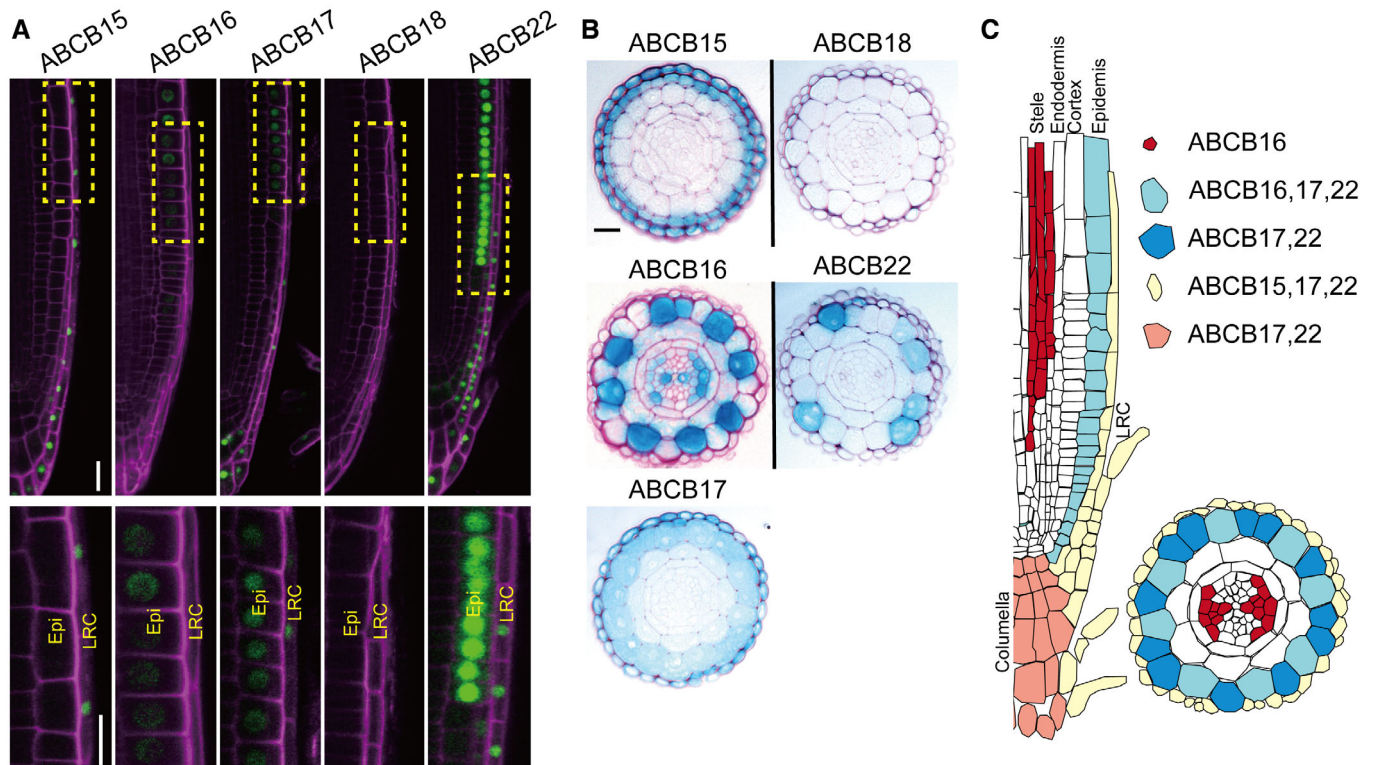 A
ABCB15
ABCB16
ABCB17
ABCB18
ABCB22
Epi
LRC
Epi
LRC
Epi
LRC
Epi
LRC
Epi
LRC
B
ABCB15
ABCB18
ABCB16
ABCB22
ABCB17
C
Stele
Endodermis
Cortex
Epidemis
LRC
Columella
ABCB16
ABCB16,17,22
ABCB17,22
ABCB15,17,22
ABCB17,22